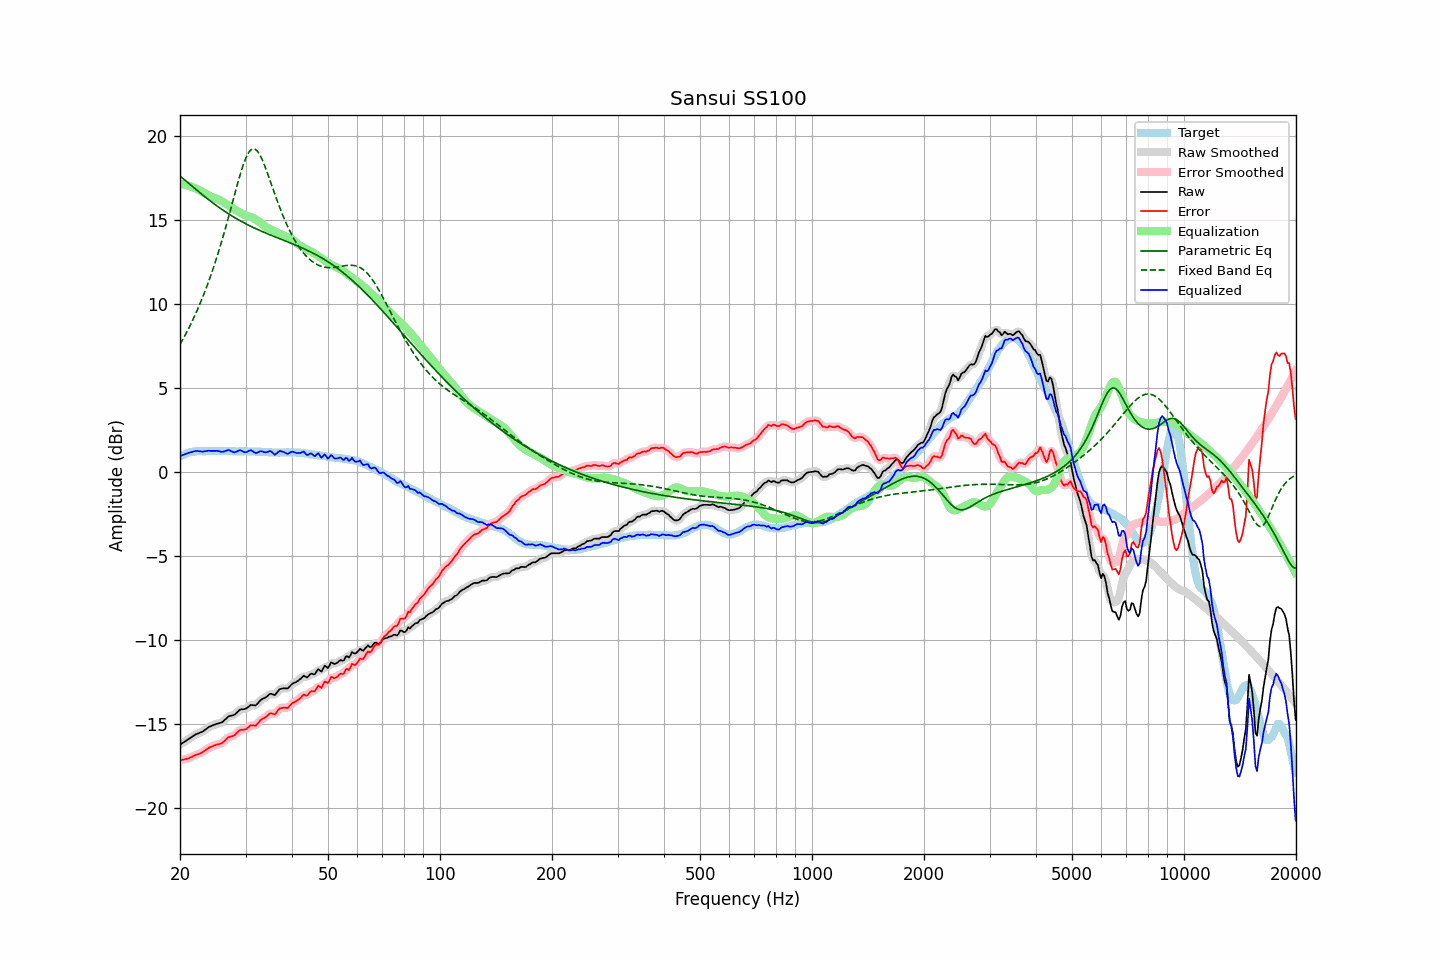 Sansui SS100
Target
Raw Smoothed
Error Smoothed
Raw
Error
Equalization
Parametric Eq
Fixed Band Eq
Equalized
Amplitude (dBr)
20
15
10
5
0
−5
−10
−15
−20
20 50 100 200 500 1000 2000 5000 10000 20000
Frequency (Hz)